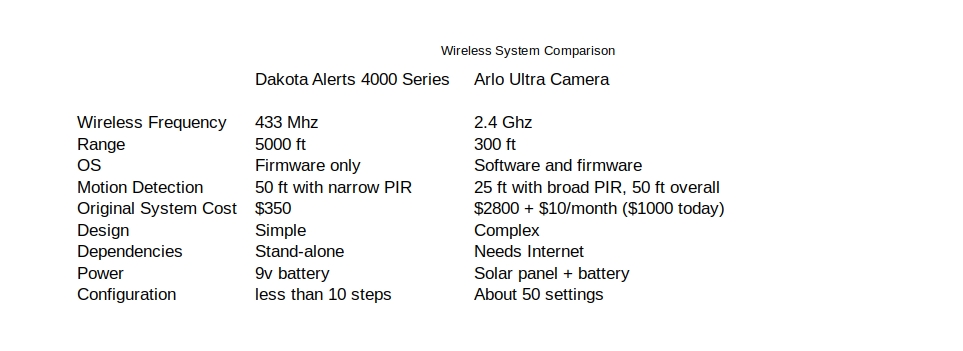 Wireless System Comparison
Dakota Alerts 4000 Series Arlo Ultra Camera
Wireless Frequency 433 Mhz 2.4 Ghz
Range 5000 ft 300 ft
OS Firmware only Software and firmware
Motion Detection 50 ft with narrow PIR 25 ft with broad PIR, 50 ft overall
Original System Cost $350 $2800 + $10/month ($1000 today)
Design Simple Complex
Dependencies Stand-alone Needs Internet
Power 9v battery Solar panel + battery
Configuration less than 10 steps About 50 settings